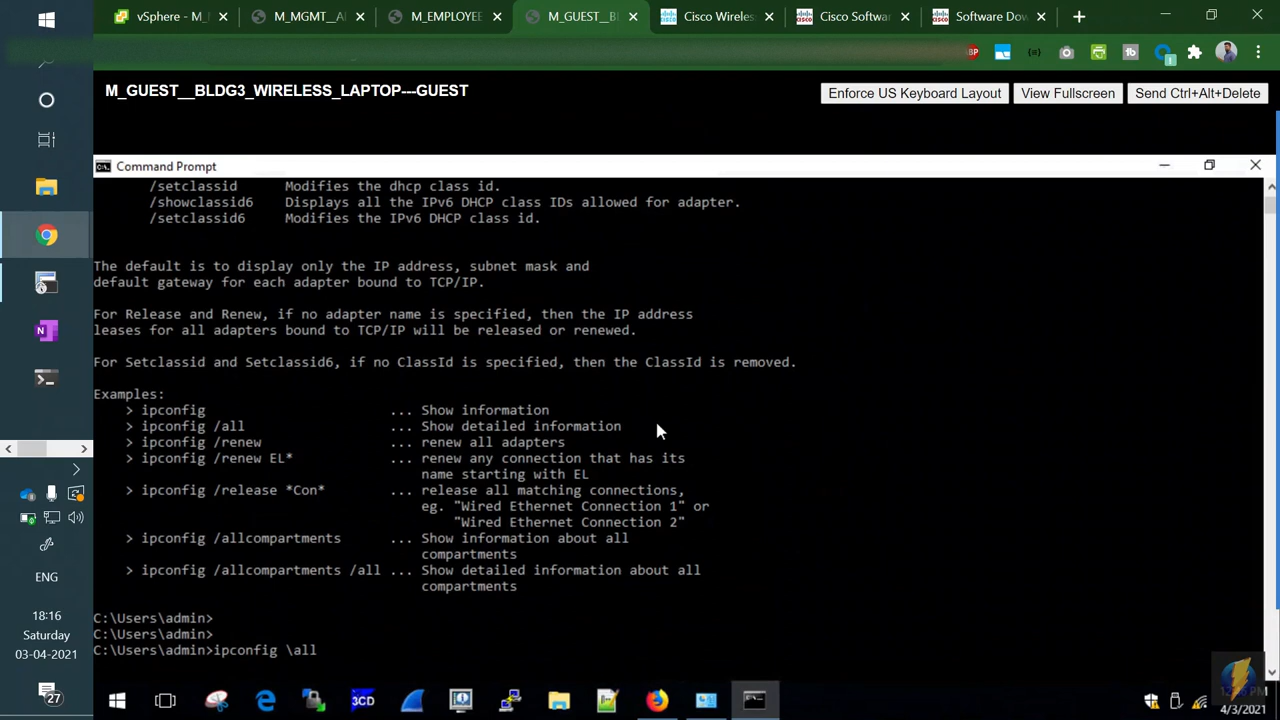 vSphere - M_
M_MGMT__A
M_EMPLOYEE
M_GUEST__B
Cisco Wireles
Cisco Softwar
Software Dow
M_GUEST__BLDG3_WIRELESS_LAPTOP---GUEST
Enforce US Keyboard Layout
View Fullscreen
Send Ctrl+Alt+Delete
Command Prompt
/setclassid Modifies the dhcp class id.
/showclassid6 Displays all the IPv6 DHCP class IDs allowed for adapter.
/setclassid6 Modifies the IPv6 DHCP class id.
The default is to display only the IP address, subnet mask and
default gateway for each adapter bound to TCP/IP.
For Release and Renew, if no adapter name is specified, then the IP address
leases for all adapters bound to TCP/IP will be released or renewed.
For Setclassid and Setclassid6, if no ClassId is specified, then the ClassId is removed.
Examples:
> ipconfig ... Show information
> ipconfig /all ... Show detailed information
> ipconfig /renew ... renew all adapters
> ipconfig /renew EL* ... renew any connection that has its
name starting with EL
> ipconfig /release *Con* ... release all matching connections,
eg. "Wired Ethernet Connection 1" or
"Wired Ethernet Connection 2"
> ipconfig /allcompartments ... Show information about all
compartments
> ipconfig /allcompartments /all ... Show detailed information about all
compartments
C:\Users\admin>
C:\Users\admin>
C:\Users\admin>ipconfig \all
ENG
18:16
Saturday
03-04-2021
27
3CD
4/3/2021